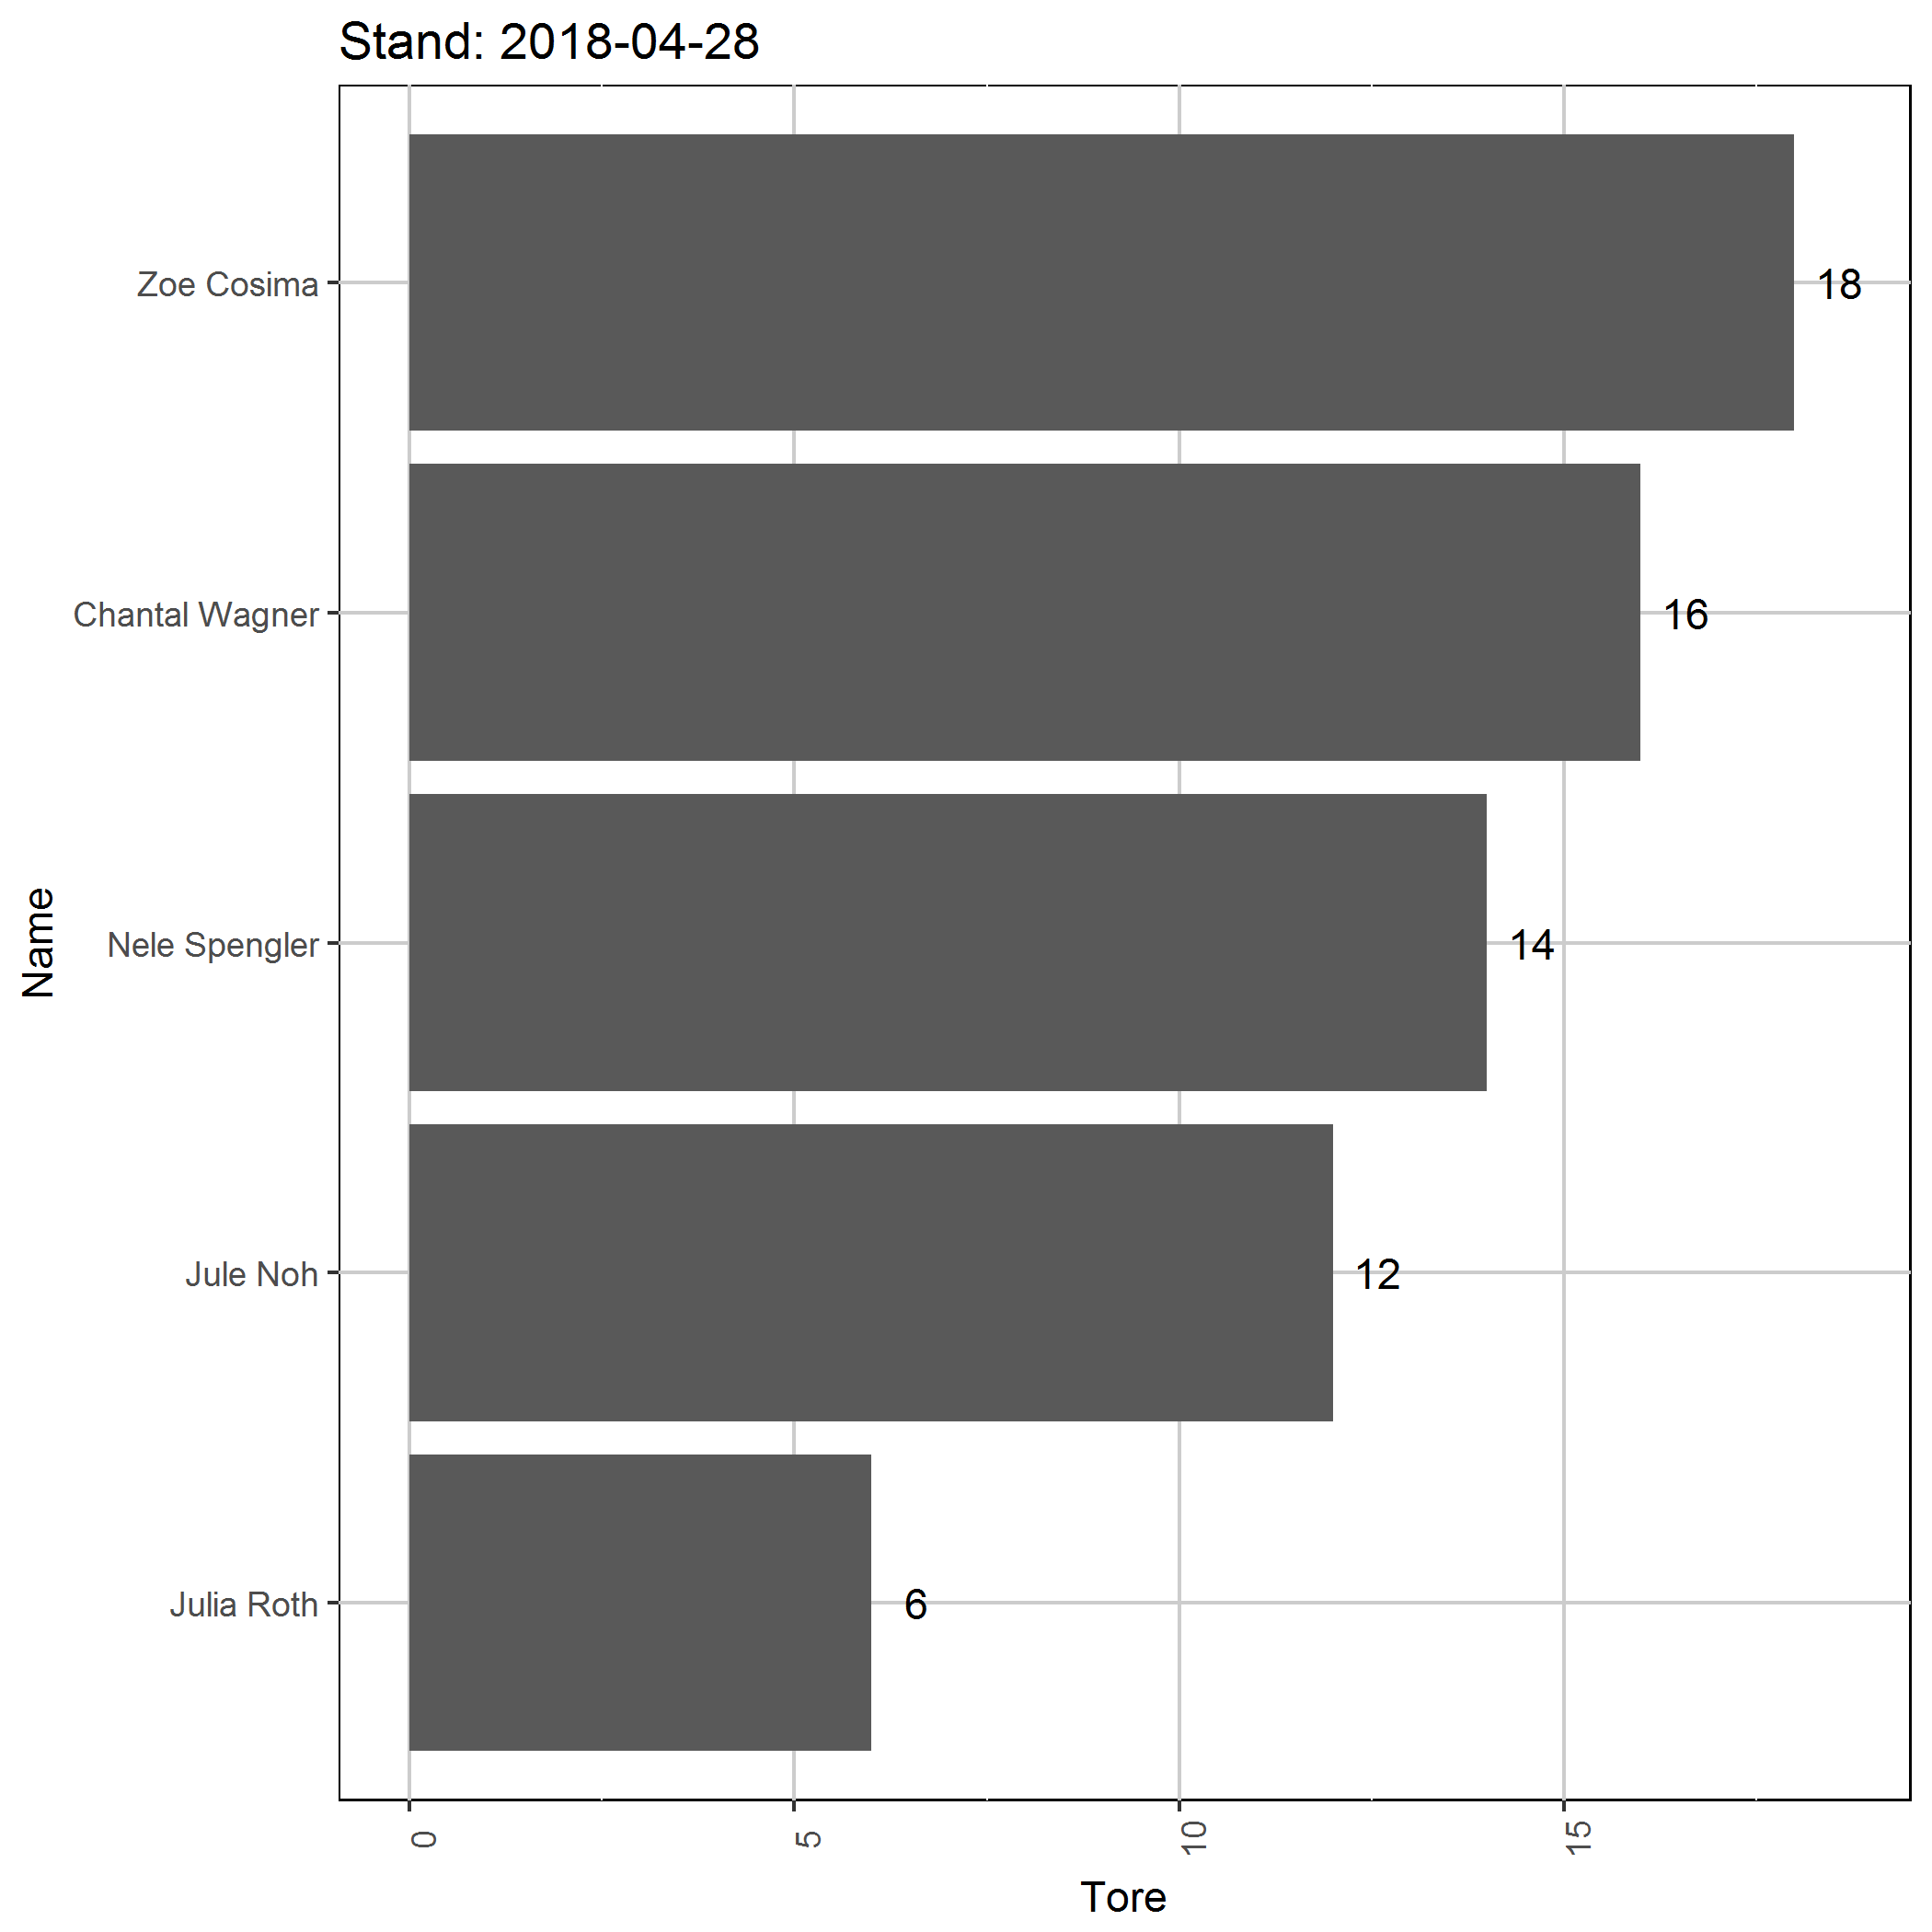 Stand: 2018-04-28
Zoe Cosima
18
Chantal Wagner
16
Nele Spengler
14
Name
Jule Noh
12
Julia Roth
6
0
5
10
15
Tore